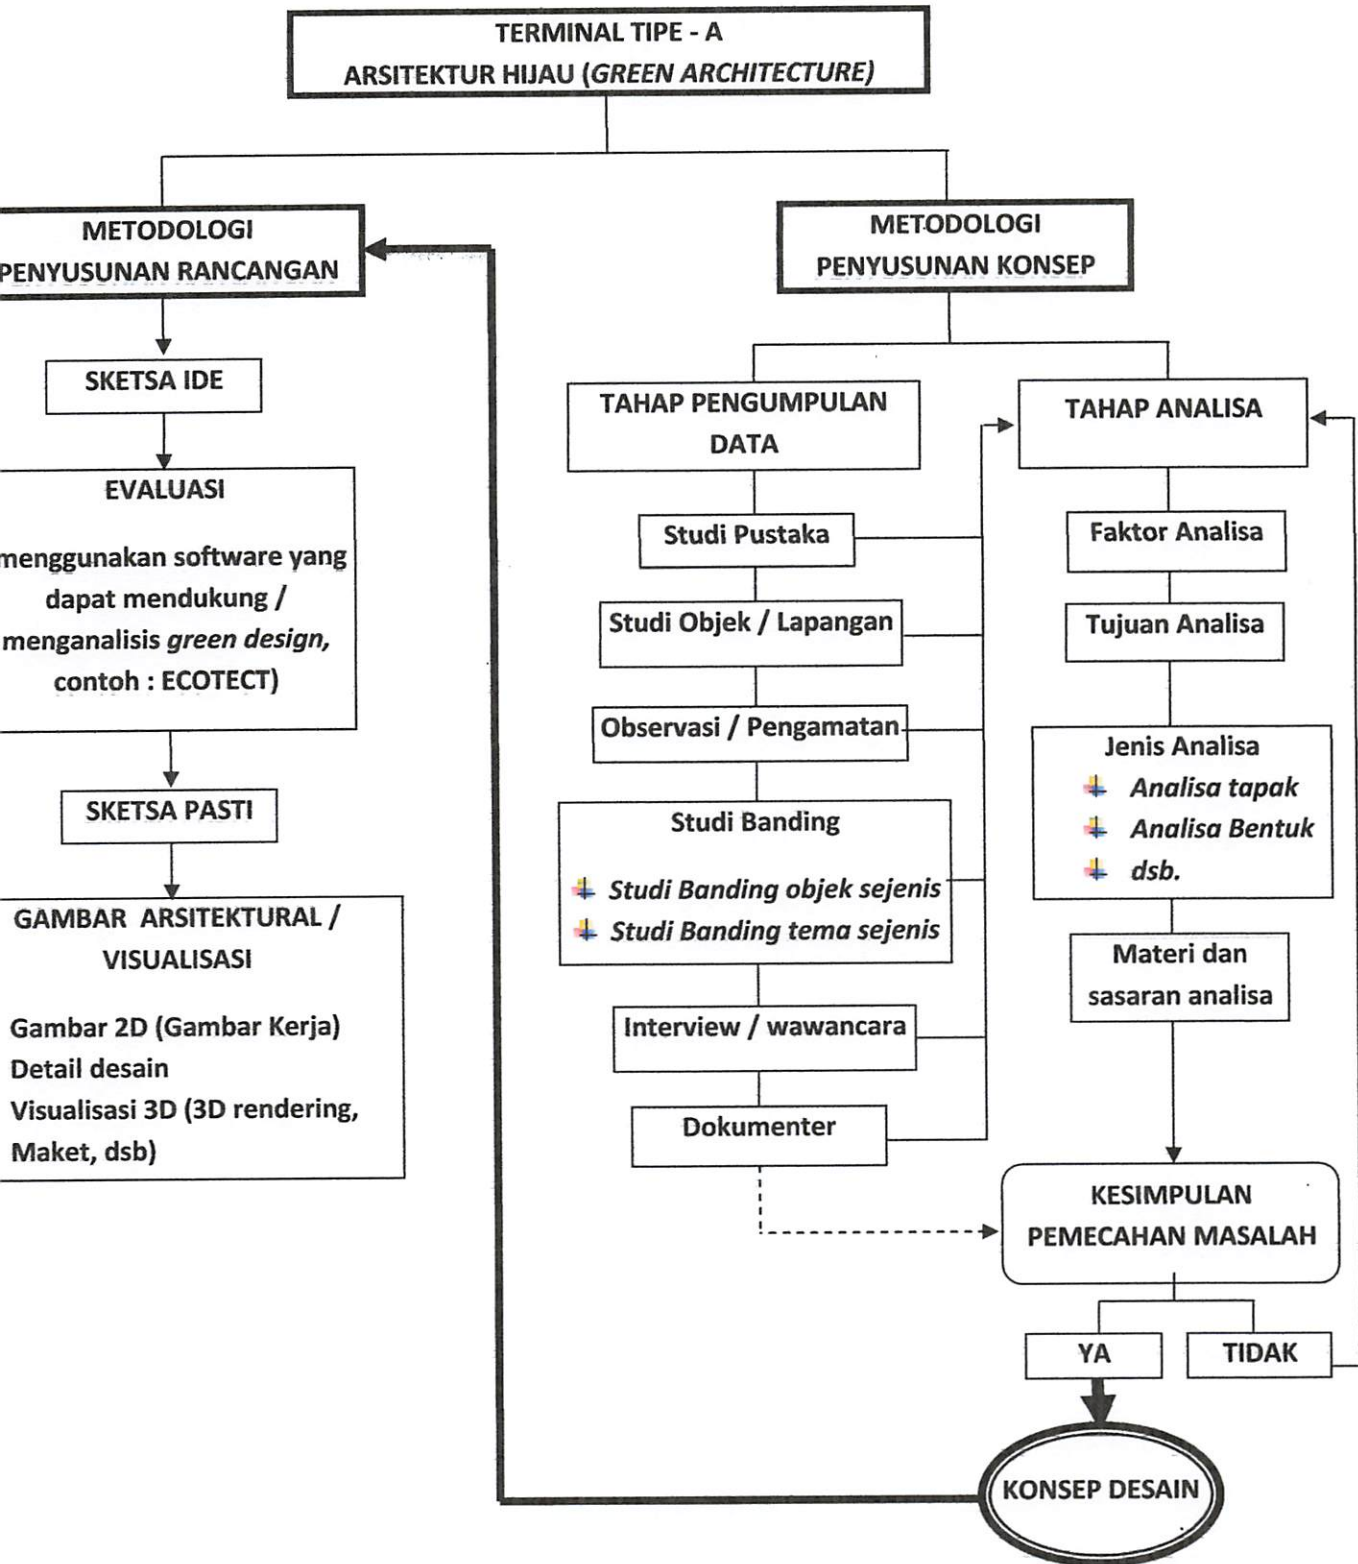 TERMINAL TIPE - A
ARSITEKTUR HIJAU (GREEN ARCHITECTURE)
METODOLOGI
PENYUSUNAN RANCANGAN
SKETSA IDE
EVALUASI
menggunakan software yang
dapat mendukung /
menganalisis green design,
contoh : ECOTECT)
SKETSA PASTI
GAMBAR ARSITEKTURAL /
VISUALISASI
Gambar 2D (Gambar Kerja)
Detail desain
Visualisasi 3D (3D rendering,
Maket, dsb)
METODOLOGI
PENYUSUNAN KONSEP
TAHAP PENGUMPULAN
DATA
Studi Pustaka
Studi Objek / Lapangan
Observasi / Pengamatan
Studi Banding
Studi Banding objek sejenis
Studi Banding tema sejenis
Interview / wawancara
Dokumenter
TAHAP ANALISA
Faktor Analisa
Tujuan Analisa
Jenis Analisa
Analisa tapak
Analisa Bentuk
dsb.
Materi dan
sasaran analisa
KESIMPULAN
PEMECAHAN MASALAH
YA
TIDAK
KONSEP DESAIN